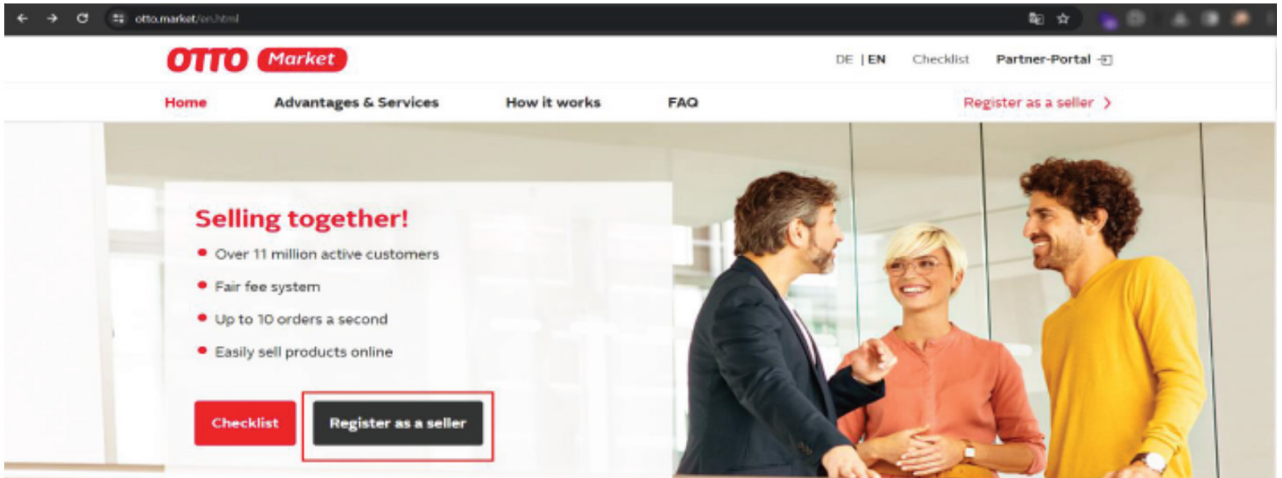 otto.market/en.html
OTTO Market
DE | EN Checklist Partner-Portal
Home Advantages & Services How it works FAQ Register as a seller
Selling together!
Over 11 million active customers
Fair fee system
Up to 10 orders a second
Easily sell products online
Checklist Register as a seller